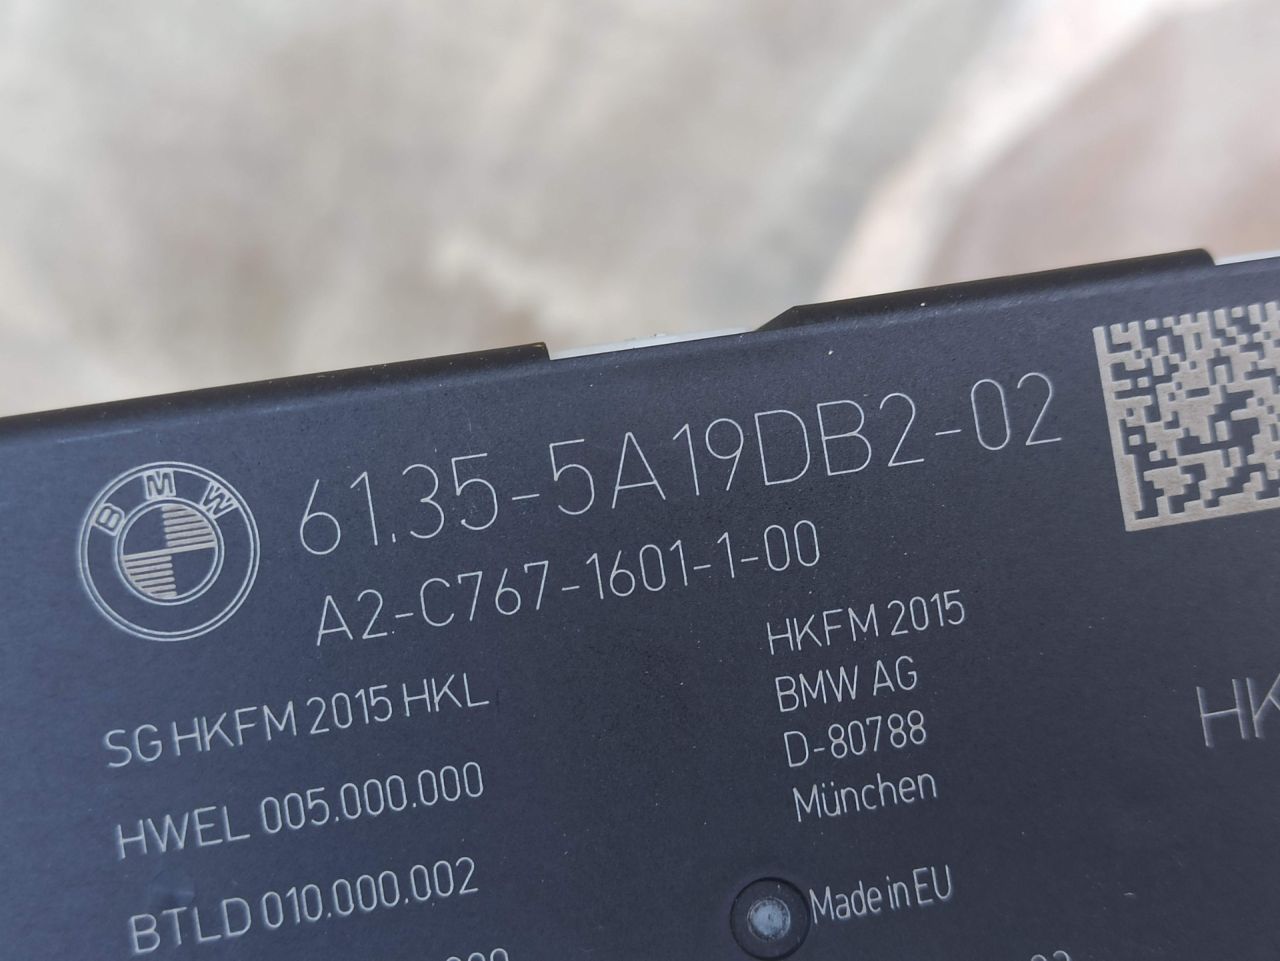 BMW
61.35-5A19DB2-02
A2-C767-1601-1-00
SG HKFM 2015 HKL
HWEL 005.000.000
BTLD 010.000.002
HKFM 2015
BMW AG
D-80788
München
Made in EU